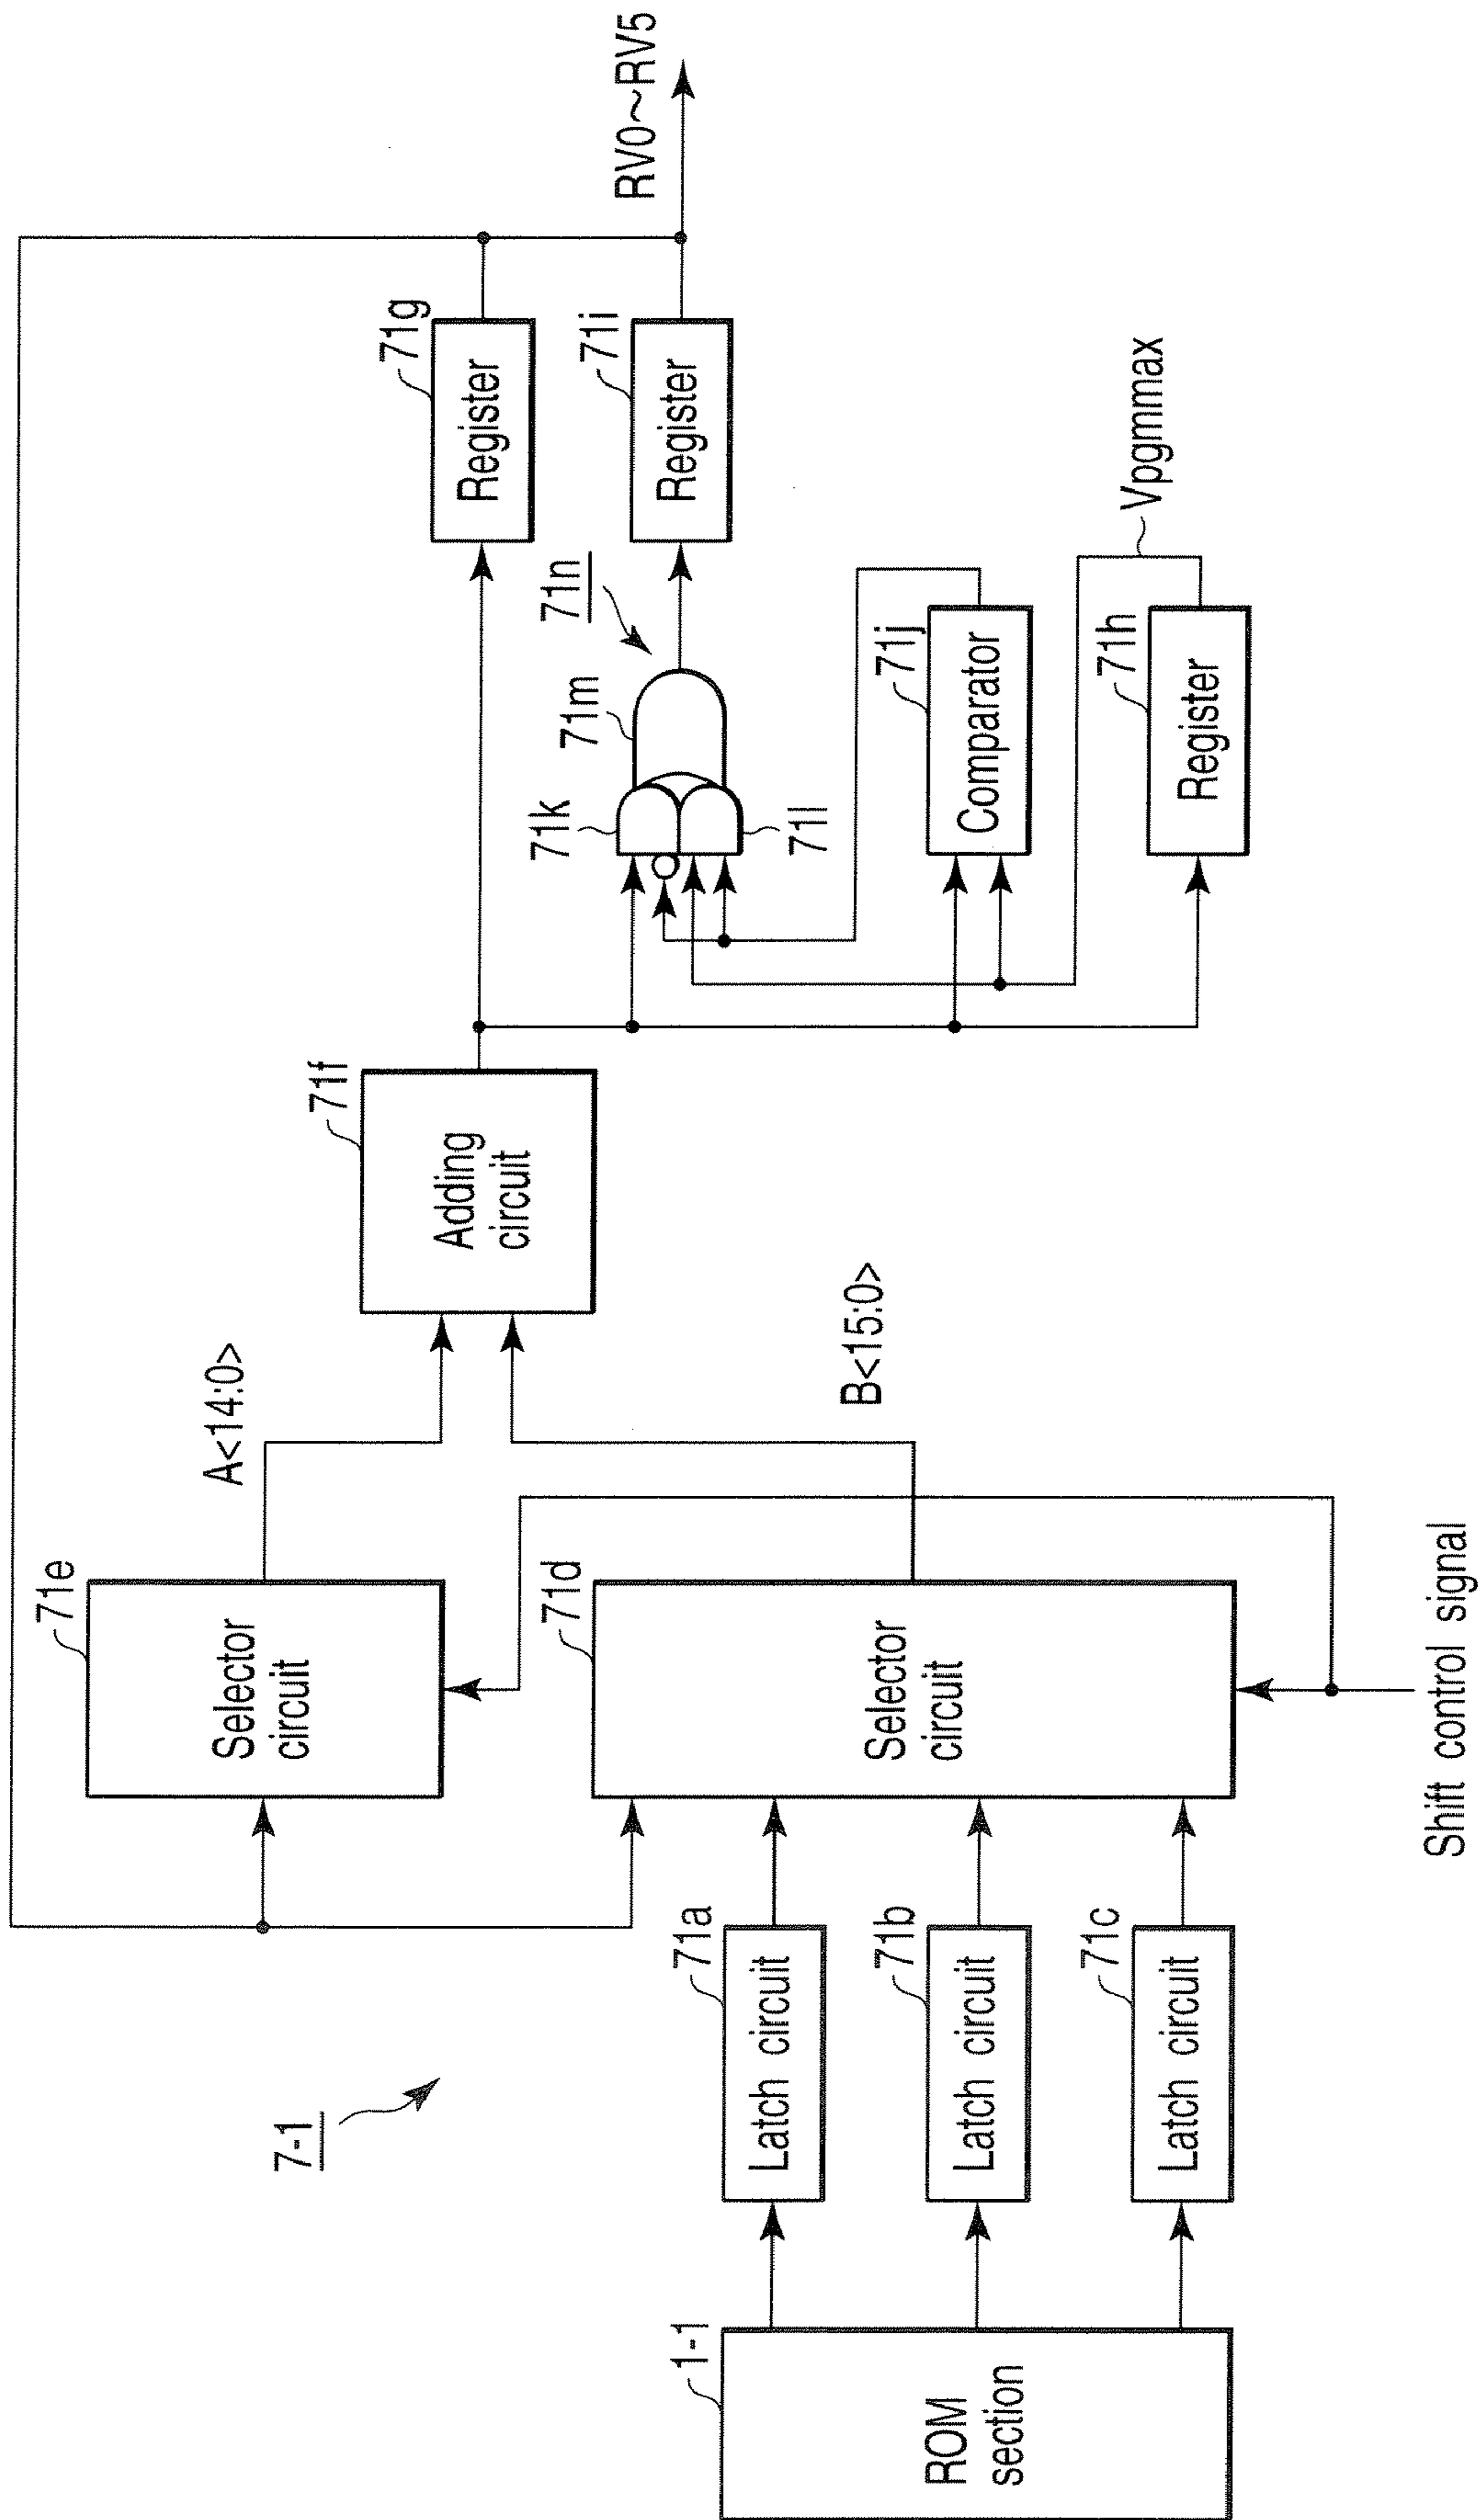 7-1
1-1
ROM
section
71a
Latch circuit
71b
Latch circuit
71c
Latch circuit
71e
Selector
circuit
71d
Selector
circuit
Shift control signal
A<14:0>
B<15:0>
71f
Adding
circuit
71k
71l
71m
71n
71g
Register
71i
Register
71j
Comparator
71h
Register
Vpgmmax
RV0~RV5